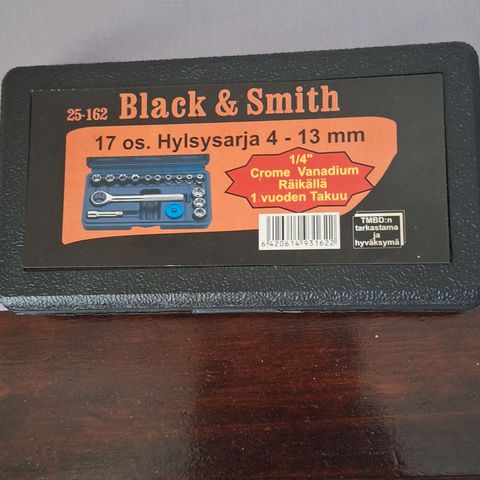 25-162 Black & Smith
17 os. Hylsysarja 4 - 13 mm
1/4"
Crome Vanadium
Räikällä
1 vuoden Takuu
6 420614 931622
TMBD:n
tarkastama
ja
hyväksymä